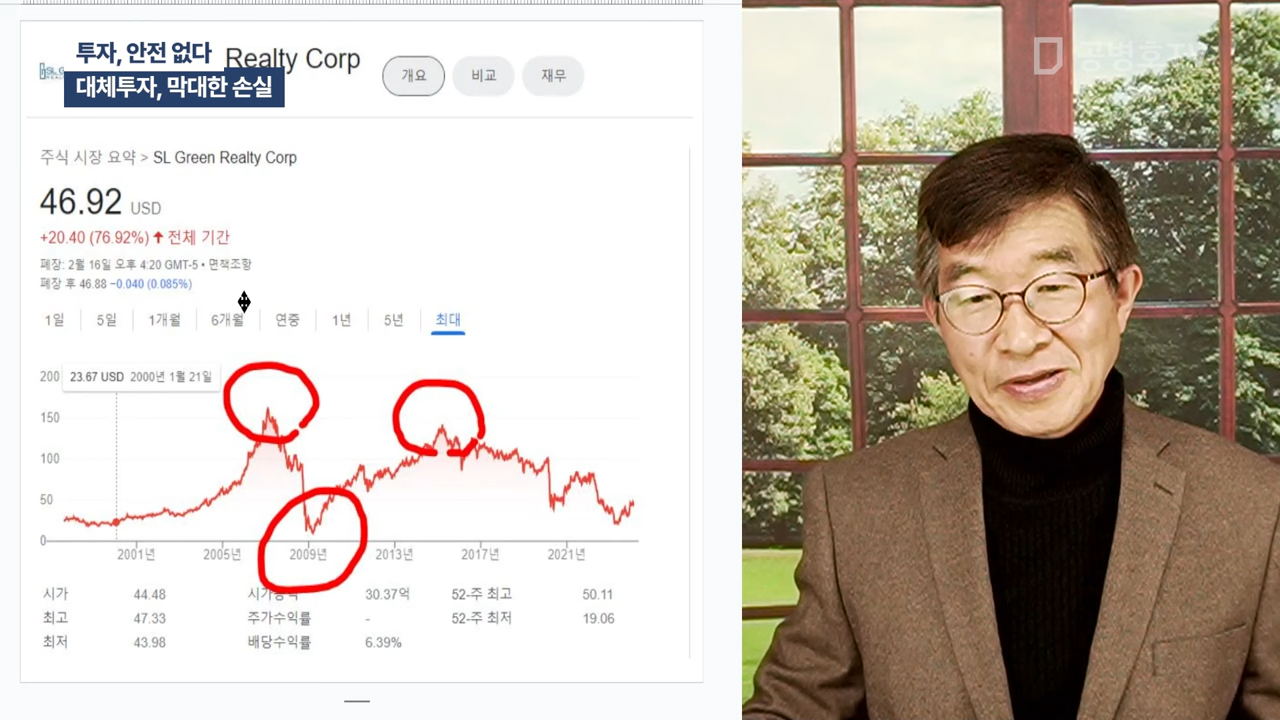 투자, 안전 없다
대체투자, 막대한 손실
Realty Corp
개요
비교
재무
공병호TV
주식 시장 요약 > SL Green Realty Corp
46.92 USD
+20.40 (76.92%) ↑ 전체 기간
폐장: 2월 16일 오후 4:20 GMT-5 • 면책조항
폐장 후 46.88 −0.040 (0.085%)
1일 5일 1개월 6개월 연중 1년 5년 최대
200
23.67 USD 2000년 1월 21일
150
100
50
0
2001년 2005년 2009년 2013년 2017년 2021년
시가 44.48 30.37억 52-주 최고 50.11
최고 47.33 주가수익률 - 52-주 최저 19.06
최저 43.98 배당수익률 6.39%